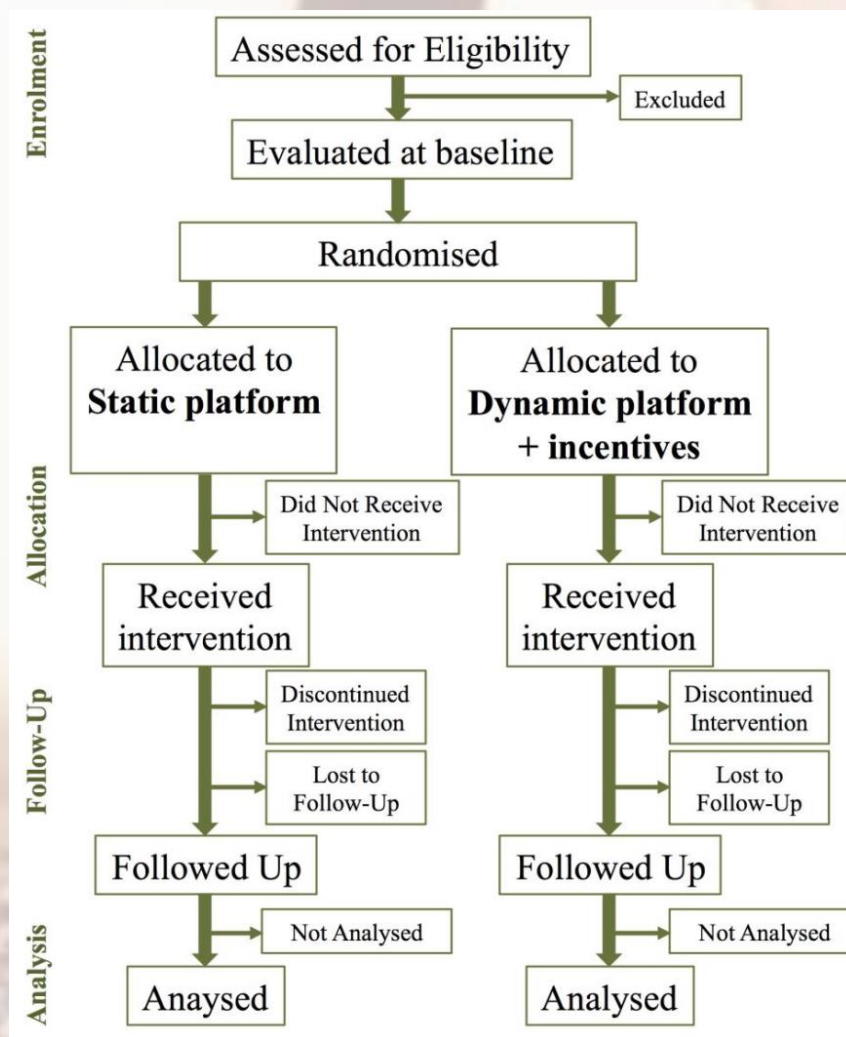 Enrolment
Assessed for Eligibility
Excluded
Evaluated at baseline
Randomised
Allocated to
Static platform
Allocated to
Dynamic platform
+ incentives
Allocation
Did Not Receive
Intervention
Did Not Receive
Intervention
Received
intervention
Received
intervention
Follow-Up
Discontinued
Intervention
Discontinued
Intervention
Lost to
Follow-Up
Lost to
Follow-Up
Followed Up
Followed Up
Analysis
Not Analysed
Not Analysed
Anaysed
Analysed